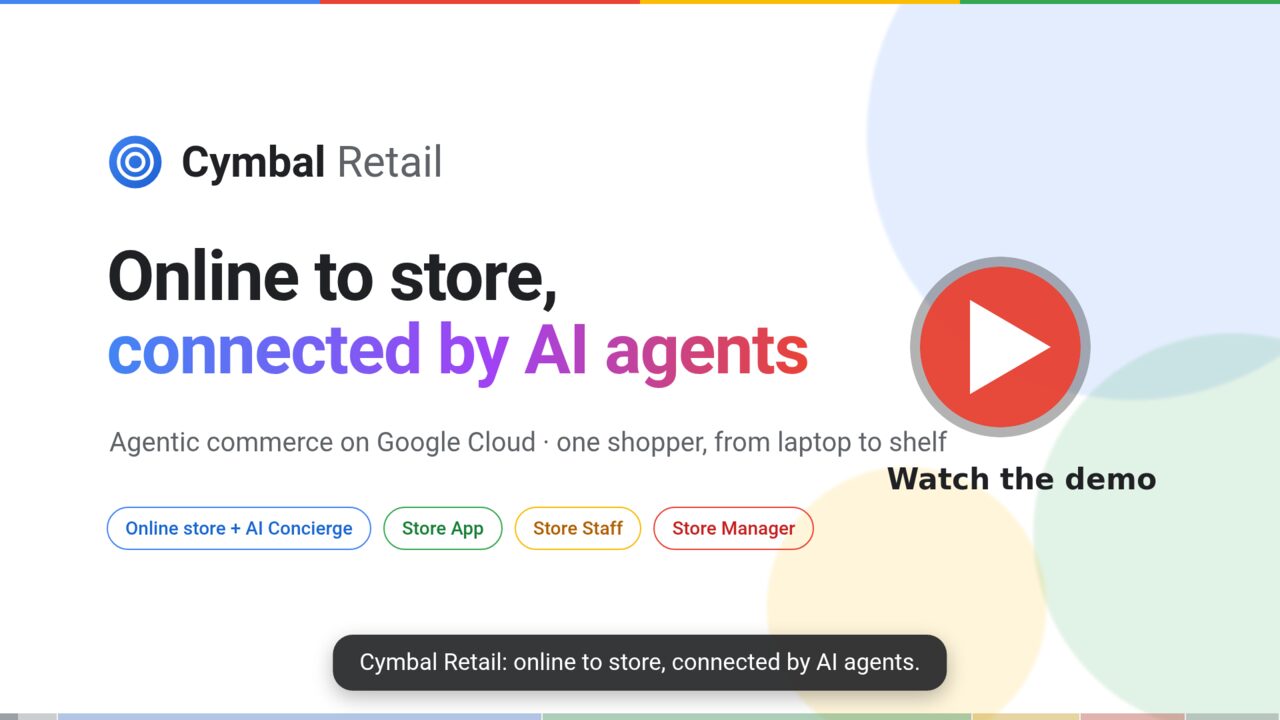 Cymbal Retail
Online to store,
connected by AI agents
Agentic commerce on Google Cloud · one shopper, from laptop to shelf
Watch the demo
Online store + AI Concierge
Store App
Store Staff
Store Manager
Cymbal Retail: online to store, connected by AI agents.